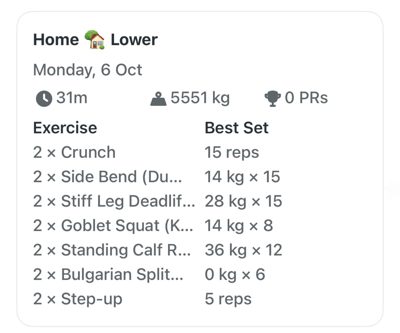 Home 🏡 Lower
Monday, 6 Oct
31m 5551 kg 0 PRs
Exercise Best Set
2 × Crunch 15 reps
2 × Side Bend (Du... 14 kg × 15
2 × Stiff Leg Deadlif... 28 kg × 15
2 × Goblet Squat (K... 14 kg × 8
2 × Standing Calf R... 36 kg × 12
2 × Bulgarian Split... 0 kg × 6
2 × Step-up 5 reps